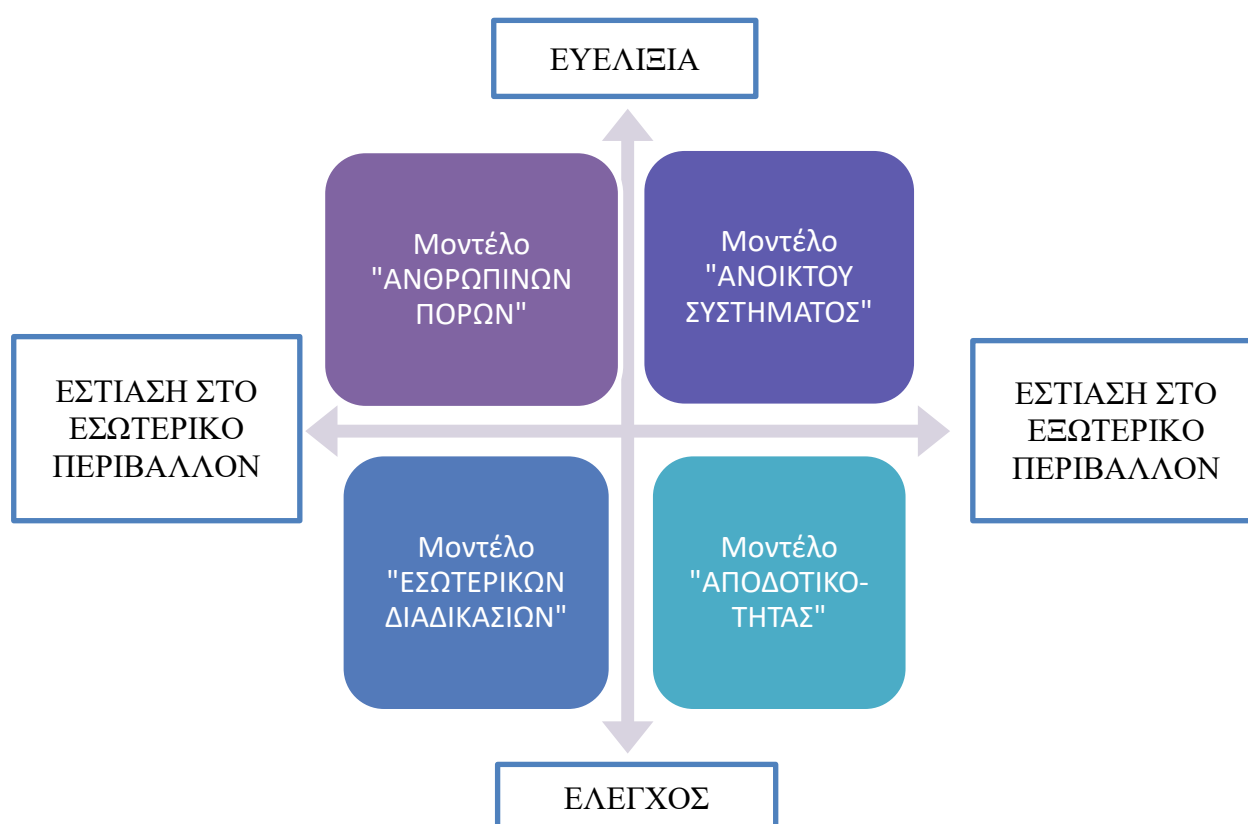 ΕΥΕΛΙΞΙΑ
Μοντέλο
"ΑΝΘΡΩΠΙΝΩΝ
ΠΟΡΩΝ"
Μοντέλο
"ΑΝΟΙΚΤΟΥ
ΣΥΣΤΗΜΑΤΟΣ"
ΕΣΤΙΑΣΗ ΣΤΟ
ΕΣΩΤΕΡΙΚΟ
ΠΕΡΙΒΑΛΛΟΝ
ΕΣΤΙΑΣΗ ΣΤΟ
ΕΞΩΤΕΡΙΚΟ
ΠΕΡΙΒΑΛΛΟΝ
Μοντέλο
"ΕΣΩΤΕΡΙΚΩΝ
ΔΙΑΔΙΚΑΣΙΩΝ"
Μοντέλο
"ΑΠΟΔΟΤΙΚΟ-
ΤΗΤΑΣ"
ΕΛΕΓΧΟΣ